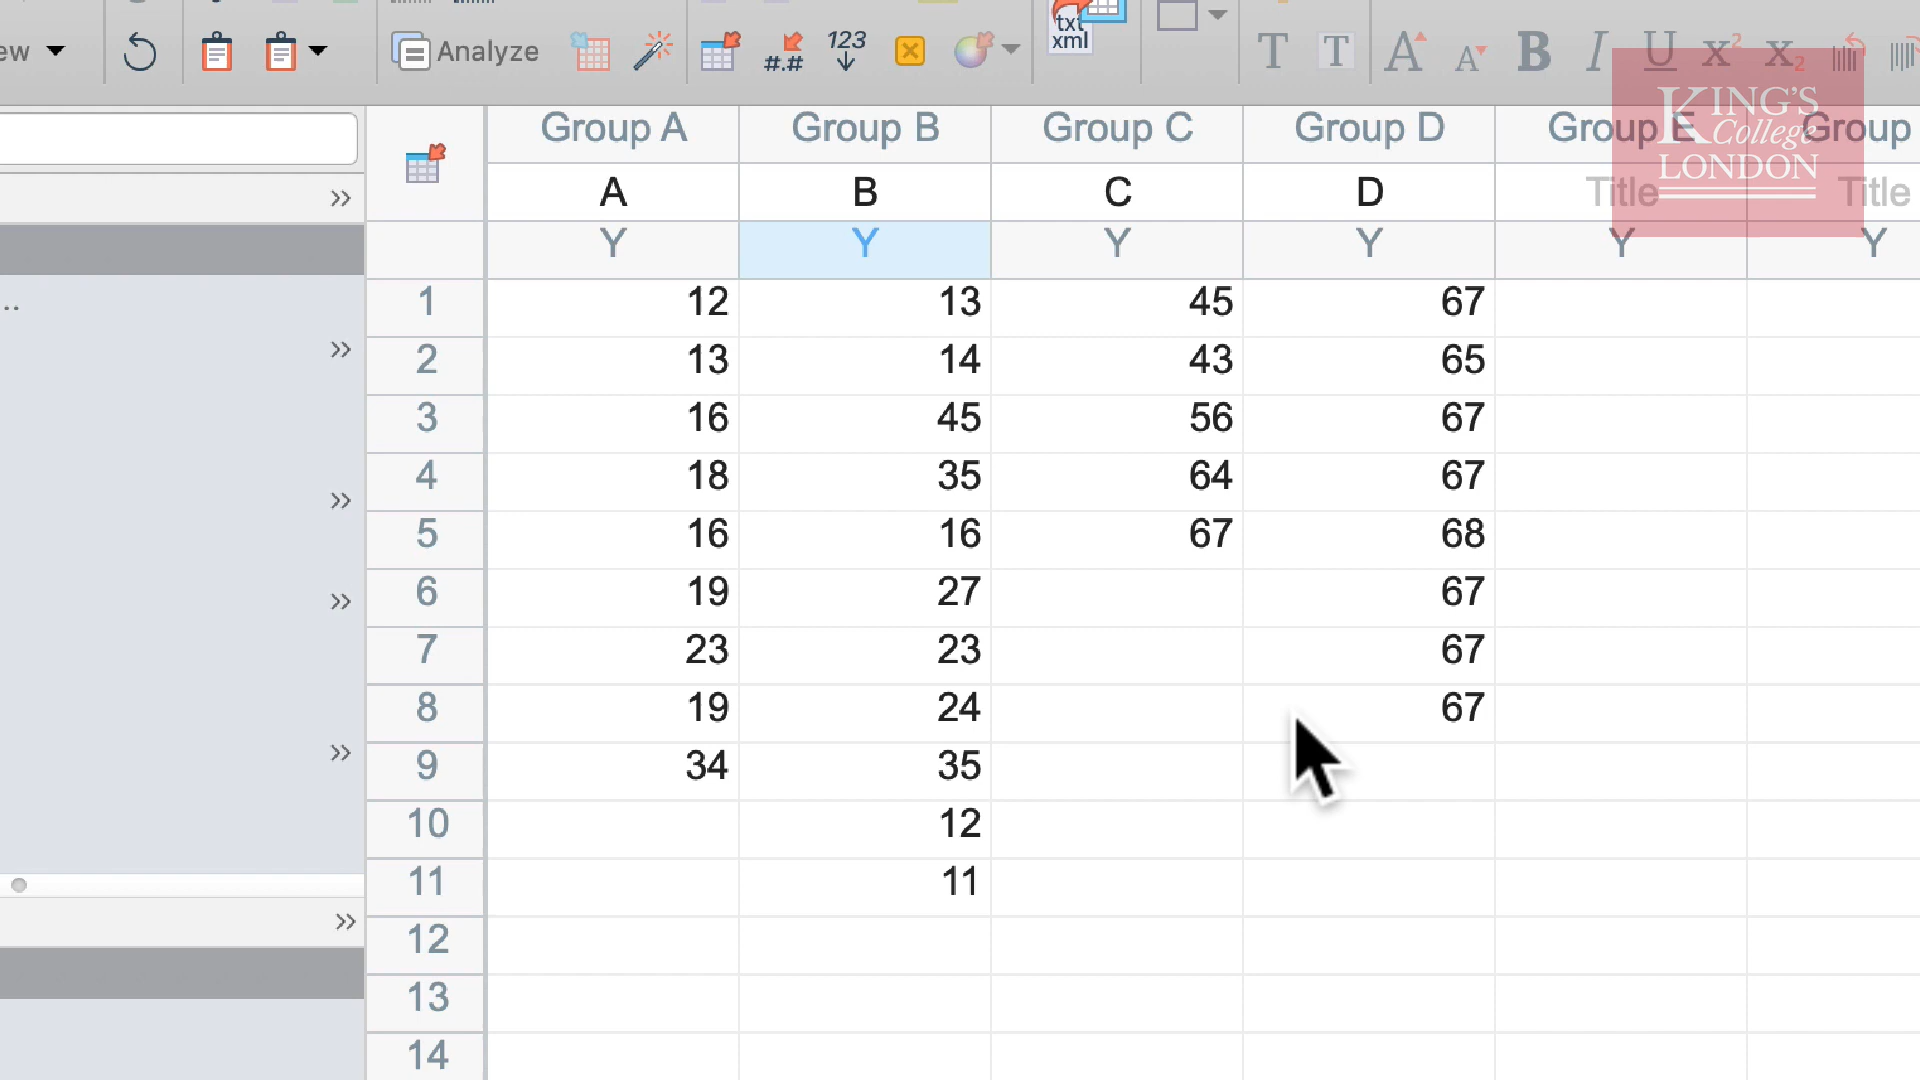 ew
Analyze
#.#
123
txt
xml
T T A A B I U x2 x2
Group A Group B Group C Group D Group E Group
KING'S
College
LONDON
A B C D Title Title
Y Y Y Y Y Y
1 12 13 45 67
2 13 14 43 65
3 16 45 56 67
4 18 35 64 67
5 16 16 67 68
6 19 27 67
7 23 23 67
8 19 24 67
9 34 35
10 12
11 11
12
13
14